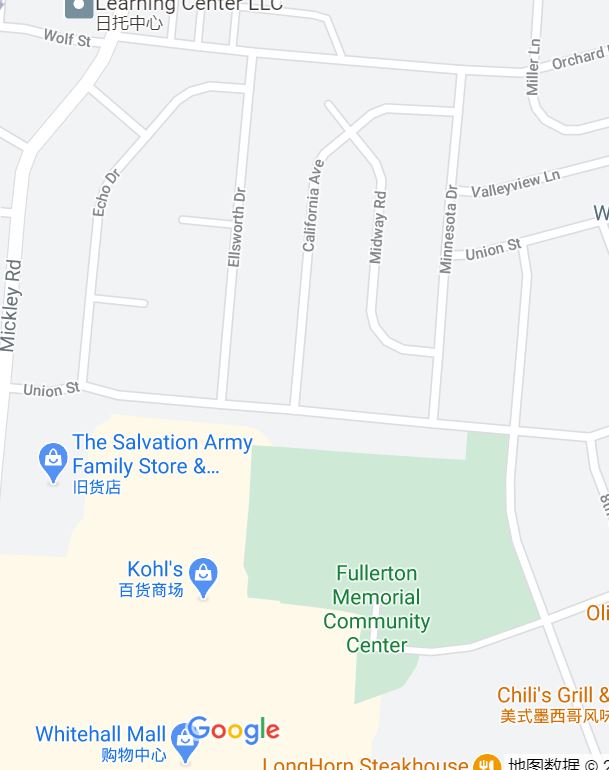 Learning Center LLC
日托中心
Wolf St
Miller Ln
Orchard
Echo Dr
Ellsworth Dr
California Ave
Midway Rd
Minnesota Dr
Valleyview Ln
Union St
Mickley Rd
Union St
The Salvation Army
Family Store &...
旧货店
Kohl's
百货商场
Fullerton
Memorial
Community
Center
Chili's Grill &
美式墨西哥风味
Whitehall Mall
购物中心
Google
LongHorn Steakhouse
地图数据 ©